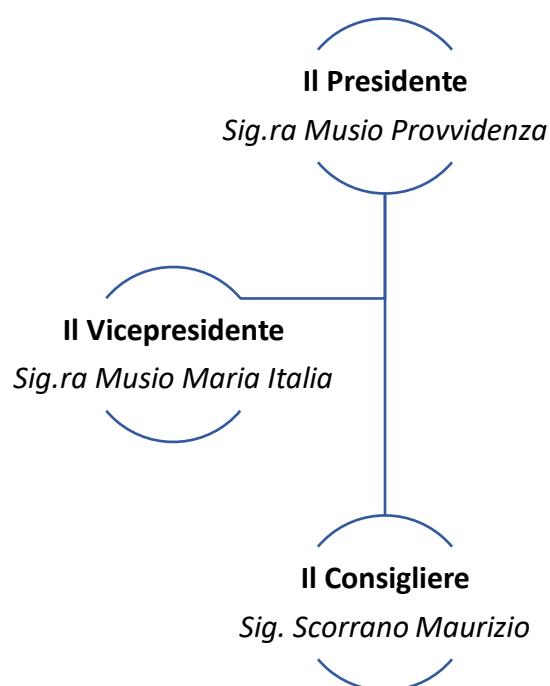 Il Presidente
Sig.ra Musio Provvidenza
Il Vicepresidente
Sig.ra Musio Maria Italia
Il Consigliere
Sig. Scorrano Maurizio